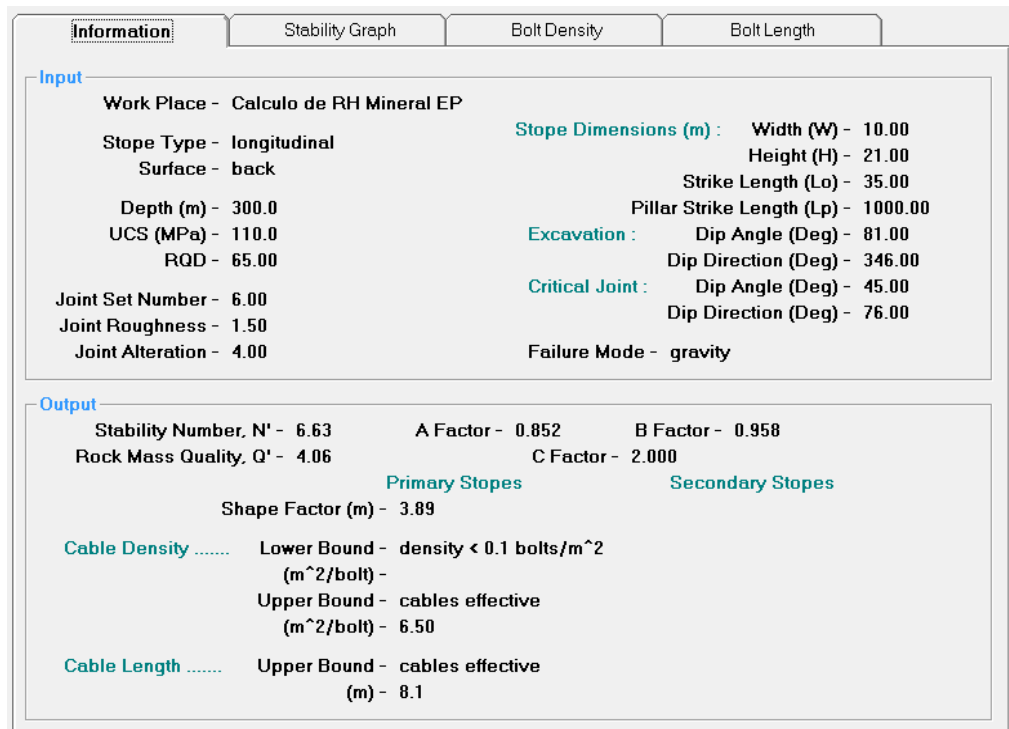 Information Stability Graph Bolt Density Bolt Length
Input
Work Place - Calculo de RH Mineral EP
Stope Type - longitudinal
Surface - back
Depth (m) - 300.0
UCS (MPa) - 110.0
RQD - 65.00
Joint Set Number - 6.00
Joint Roughness - 1.50
Joint Alteration - 4.00
Stope Dimensions (m) : Width (W) - 10.00
Height (H) - 21.00
Strike Length (Lo) - 35.00
Pillar Strike Length (Lp) - 1000.00
Excavation : Dip Angle (Deg) - 81.00
Dip Direction (Deg) - 346.00
Critical Joint : Dip Angle (Deg) - 45.00
Dip Direction (Deg) - 76.00
Failure Mode - gravity
Output
Stability Number, N' - 6.63 A Factor - 0.852 B Factor - 0.958
Rock Mass Quality, Q' - 4.06 C Factor - 2.000
Primary Stopes Secondary Stopes
Shape Factor (m) - 3.89
Cable Density ....... Lower Bound - density < 0.1 bolts/m^2
(m^2/bolt) -
Upper Bound - cables effective
(m^2/bolt) - 6.50
Cable Length ....... Upper Bound - cables effective
(m) - 8.1